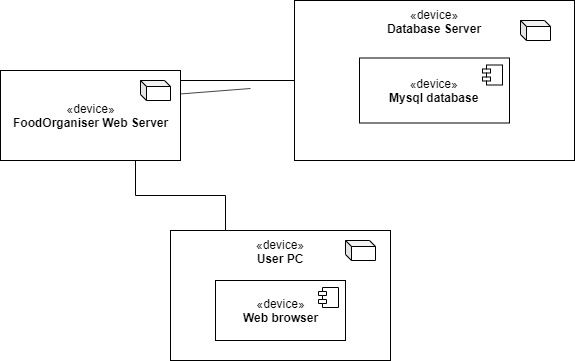 «device»
Database Server
«device»
Mysql database
«device»
FoodOrganiser Web Server
«device»
User PC
«device»
Web browser